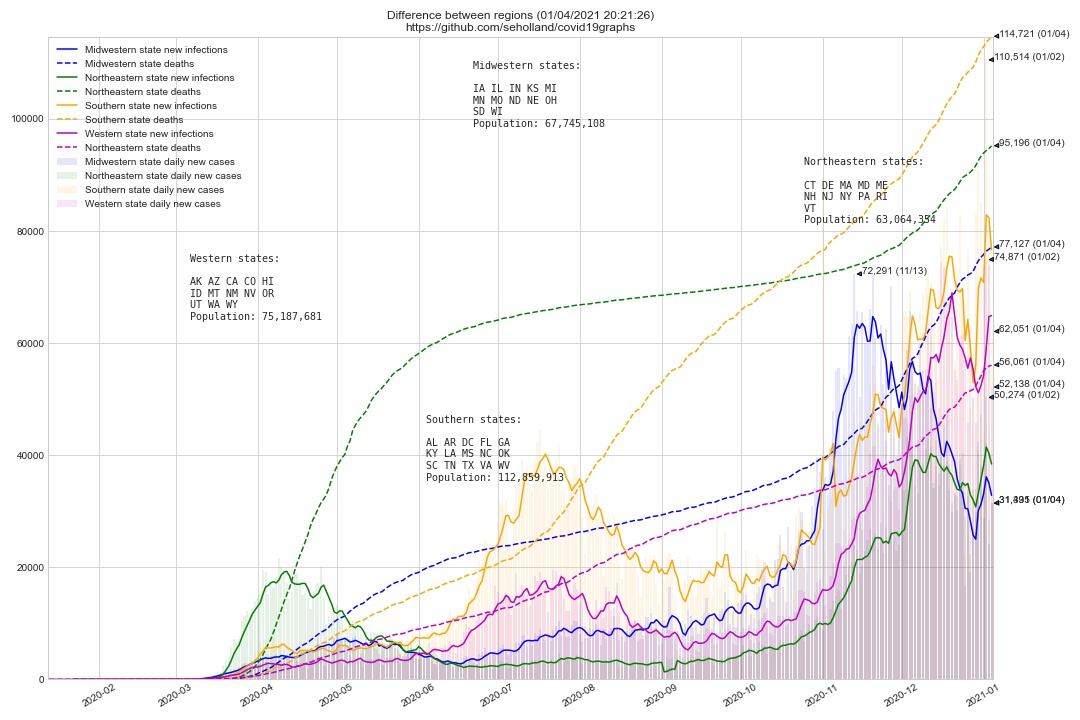 Difference between regions (01/04/2021 20:21:26)
https://github.com/seholland/covid19graphs
Midwestern state new infections
Midwestern state deaths
Northeastern state new infections
Northeastern state deaths
Southern state new infections
Southern state deaths
Western state new infections
Northeastern state deaths
Midwestern state daily new cases
Northeastern state daily new cases
Southern state daily new cases
Western state daily new cases
Midwestern states:
IA IL IN KS MI
MN MO ND NE OH
SD WI
Population: 67,745,108
Northeastern states:
CT DE MA MD ME
NH NJ NY PA RI
VT
Population: 63,064,354
Western states:
AK AZ CA CO HI
ID MT NM NV OR
UT WA WY
Population: 75,187,681
Southern states:
AL AR DC FL GA
KY LA MS NC OK
SC TN TX VA WV
Population: 112,859,913
114,721 (01/04)
110,514 (01/02)
95,196 (01/04)
77,127 (01/04)
74,871 (01/02)
72,291 (11/13)
62,051 (01/04)
56,061 (01/04)
52,138 (01/04)
50,274 (01/02)
(01/04)
100000
80000
60000
40000
20000
0
2020-02
2020-03
2020-04
2020-05
2020-06
2020-07
2020-08
2020-09
2020-10
2020-11
2020-12
2021-01